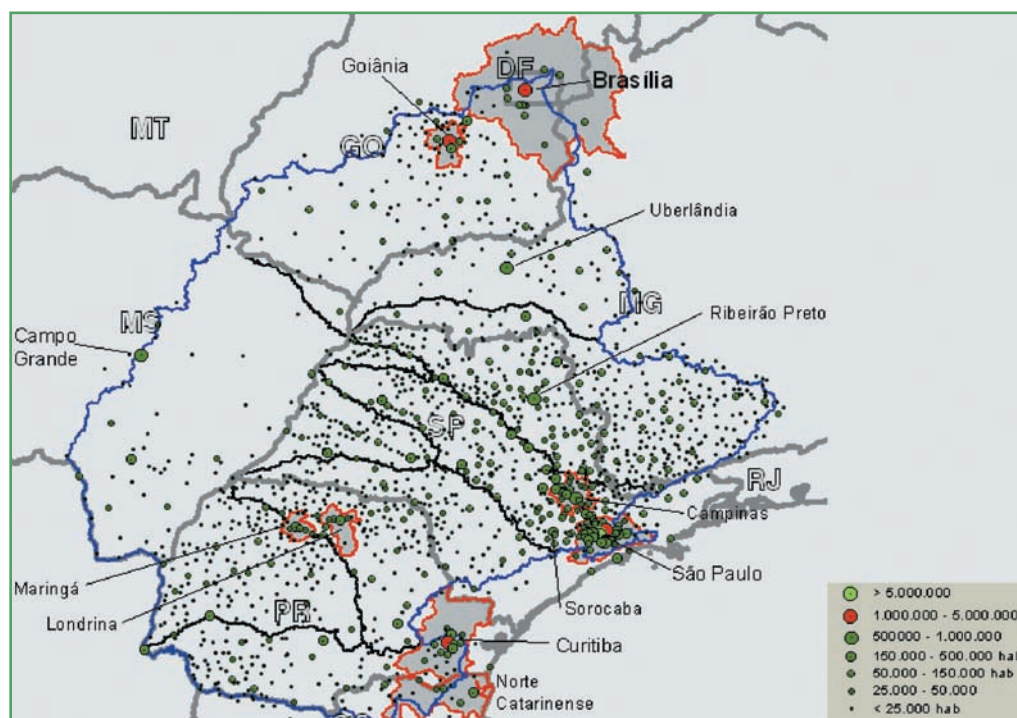 Goiânia
DF
Brasília
MT
GO
Uberlândia
MG
MS
Ribeirão Preto
Campo
Grande
SP
RJ
Campinas
São Paulo
Maringá
Sorocaba
Londrina
PR
Curitiba
Norte
Catarinense
> 5.000.000
1.000.000 - 5.000.000
500000 - 1.000.000
150.000 - 500.000 hab
50.000 - 150.000 hab
25.000 - 50.000
< 25.000 hab